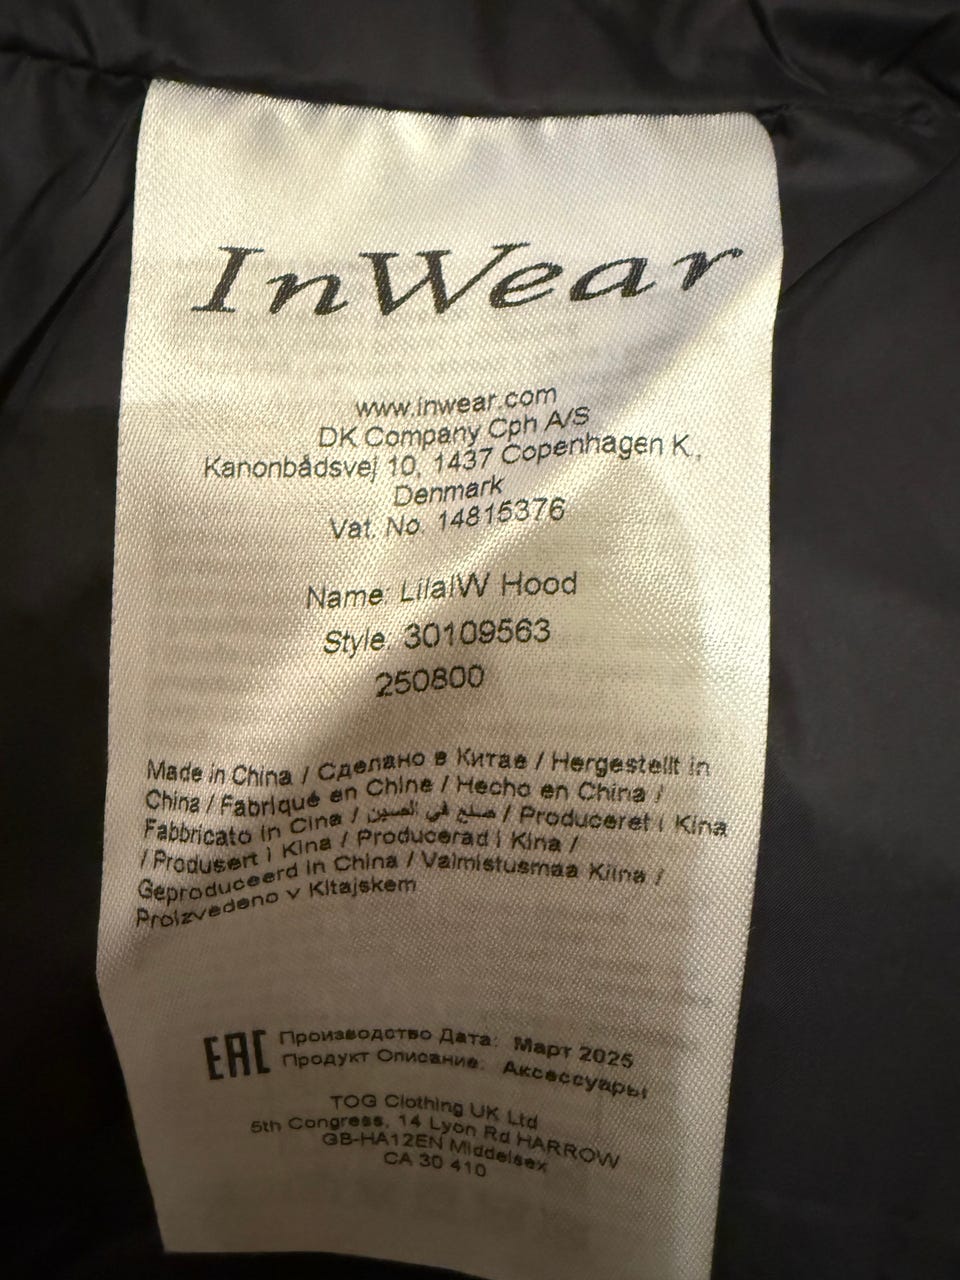 InWear
www.inwear.com
DK Company Cph A/S
Kanonbådsvej 10, 1437 Copenhagen K.,
Denmark
Vat. No. 14815376
Name: LilaIW Hood
Style: 30109563
250800
Made in China / Сделано в Китае / Hergestellt in
China / Fabriqué en Chine / Hecho en China /
Fabbricato in Cina / صنع في الصين / Produceret i Kina
/ Produsert i Kina / Producerad i Kina /
Geproduceerd in China / Valmistusmaa Kiina /
Proizvedeno v Kitajskem
EAC Производство Дата: Март 2025
Продукт Описание: Аксессуары
TOG Clothing UK Ltd
5th Congress, 14 Lyon Rd HARROW
GB-HA12EN Middelsex
CA 30 410